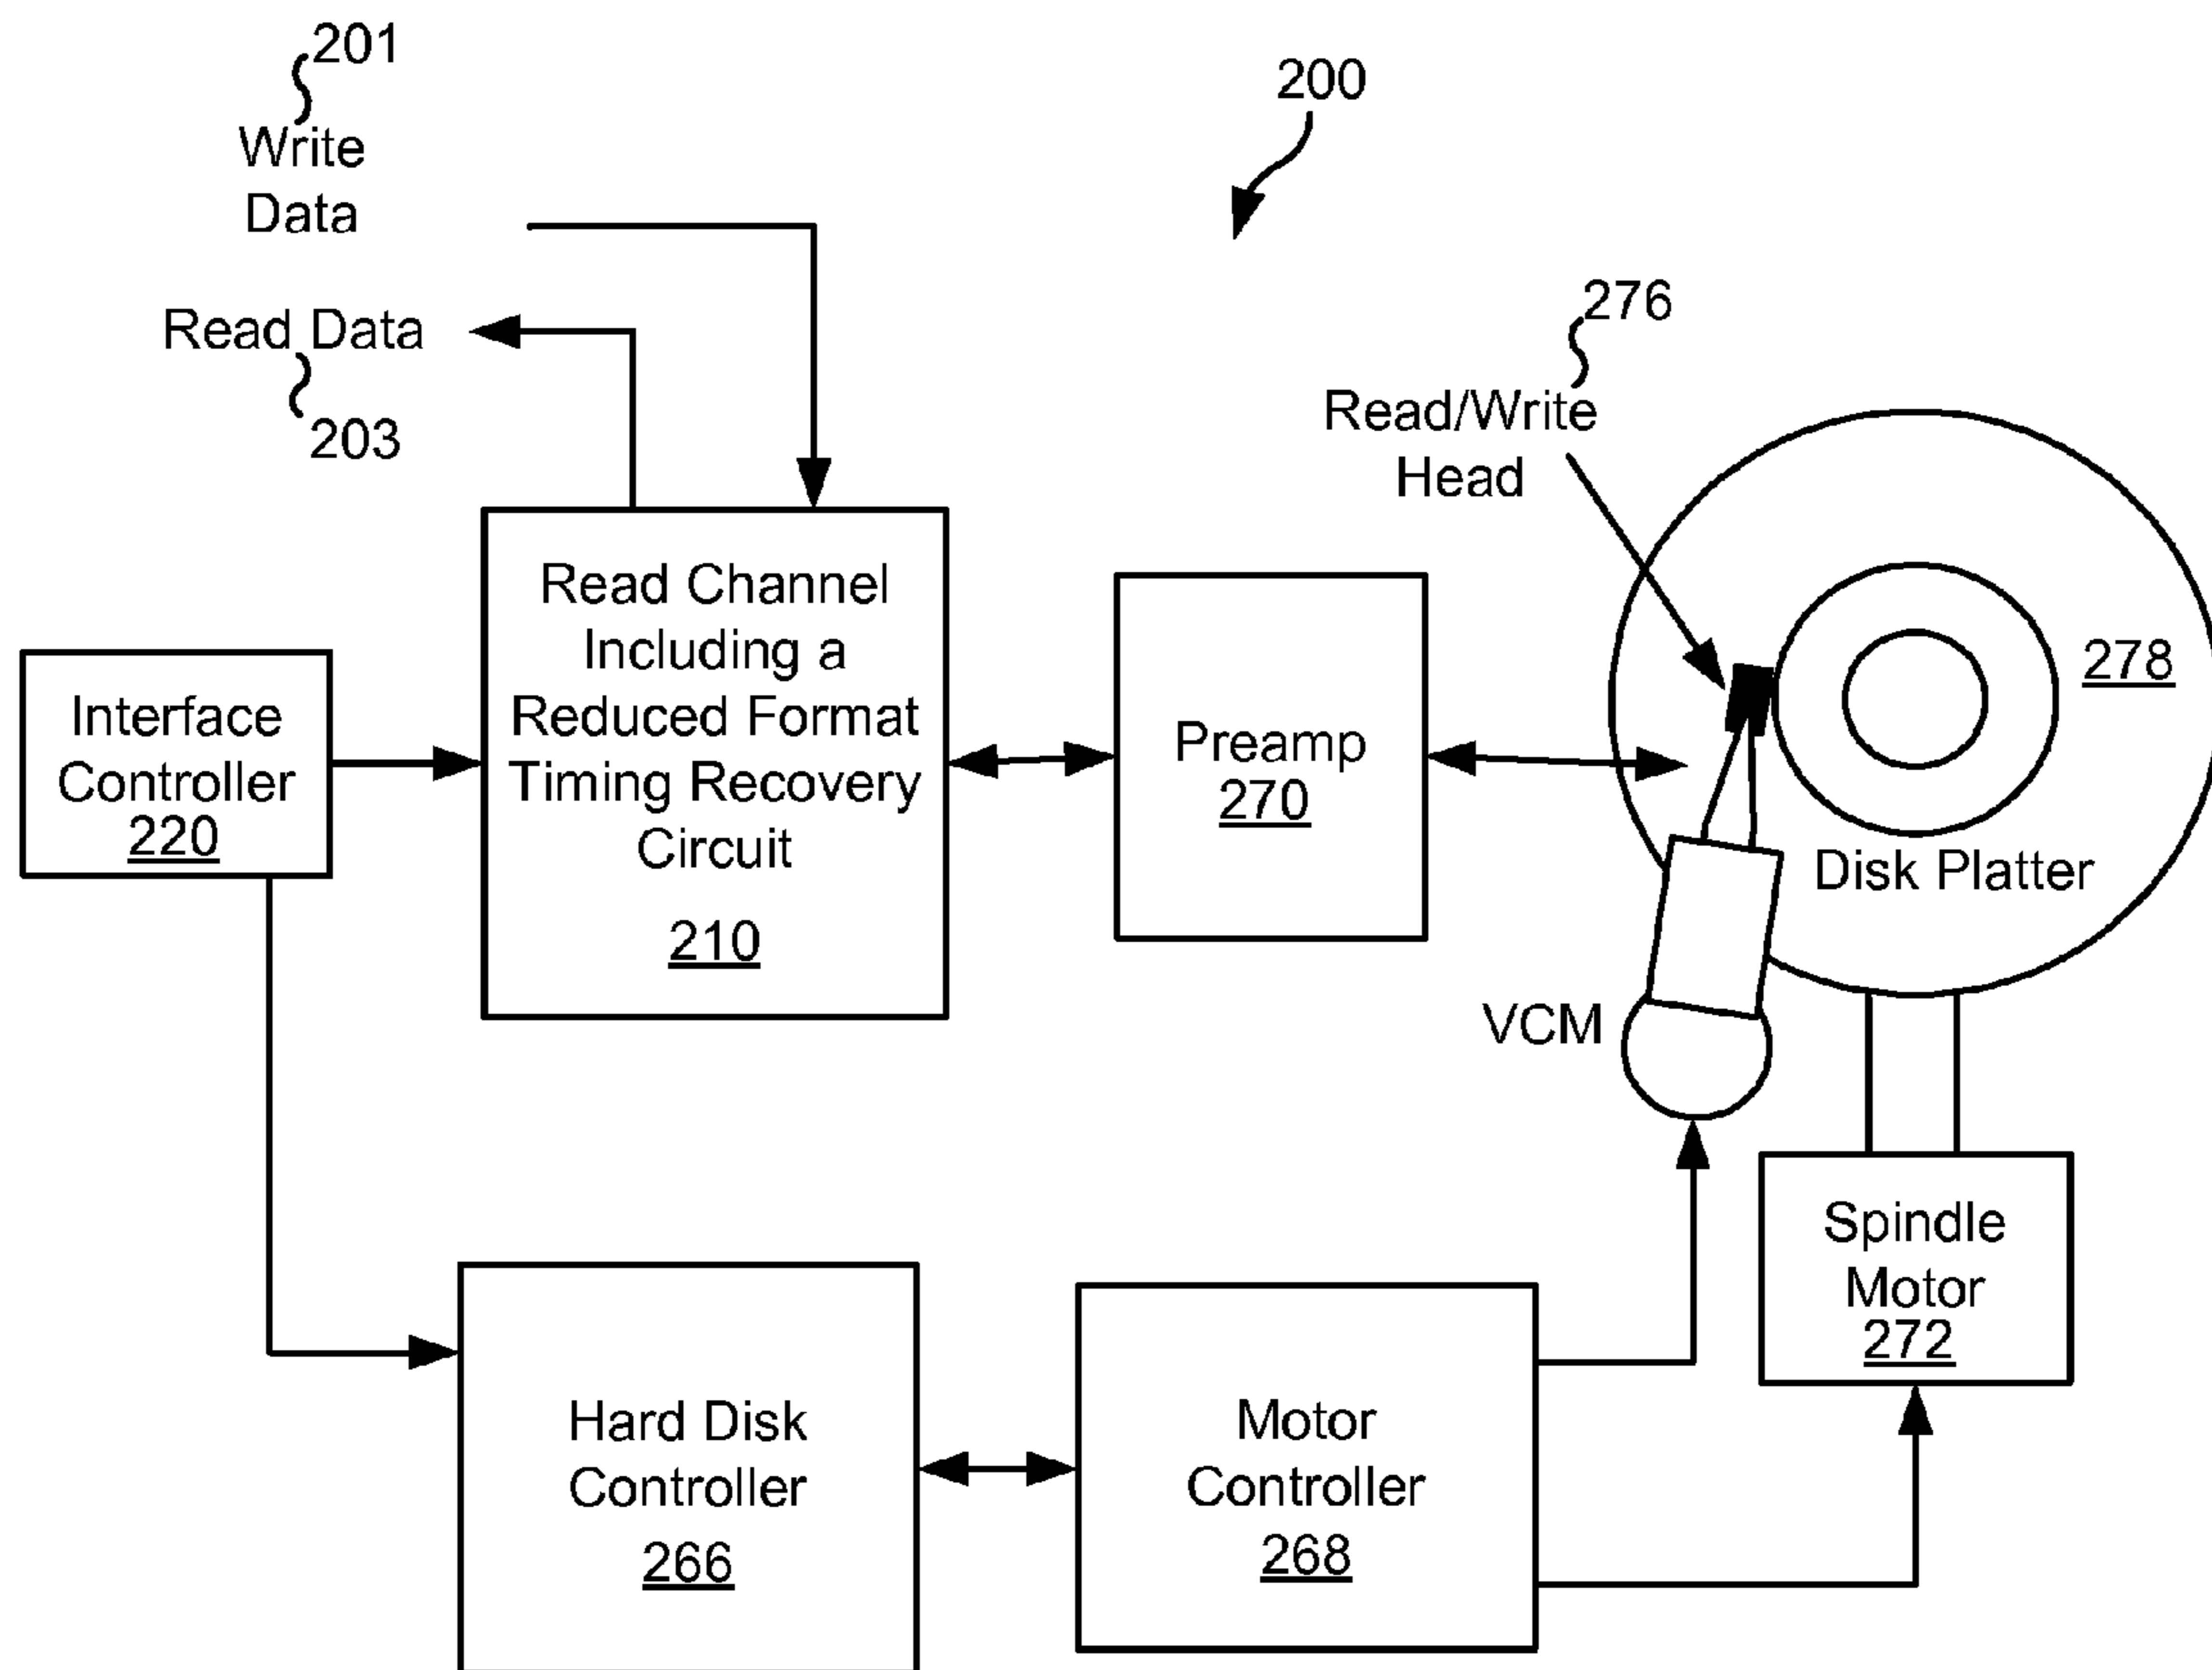 201
Write
Data
200
Read Data
203
276
Read/Write
Head
Read Channel
Including a
Reduced Format
Timing Recovery
Circuit
210
Interface
Controller
220
Preamp
270
278
Disk Platter
VCM
Spindle
Motor
272
Hard Disk
Controller
266
Motor
Controller
268